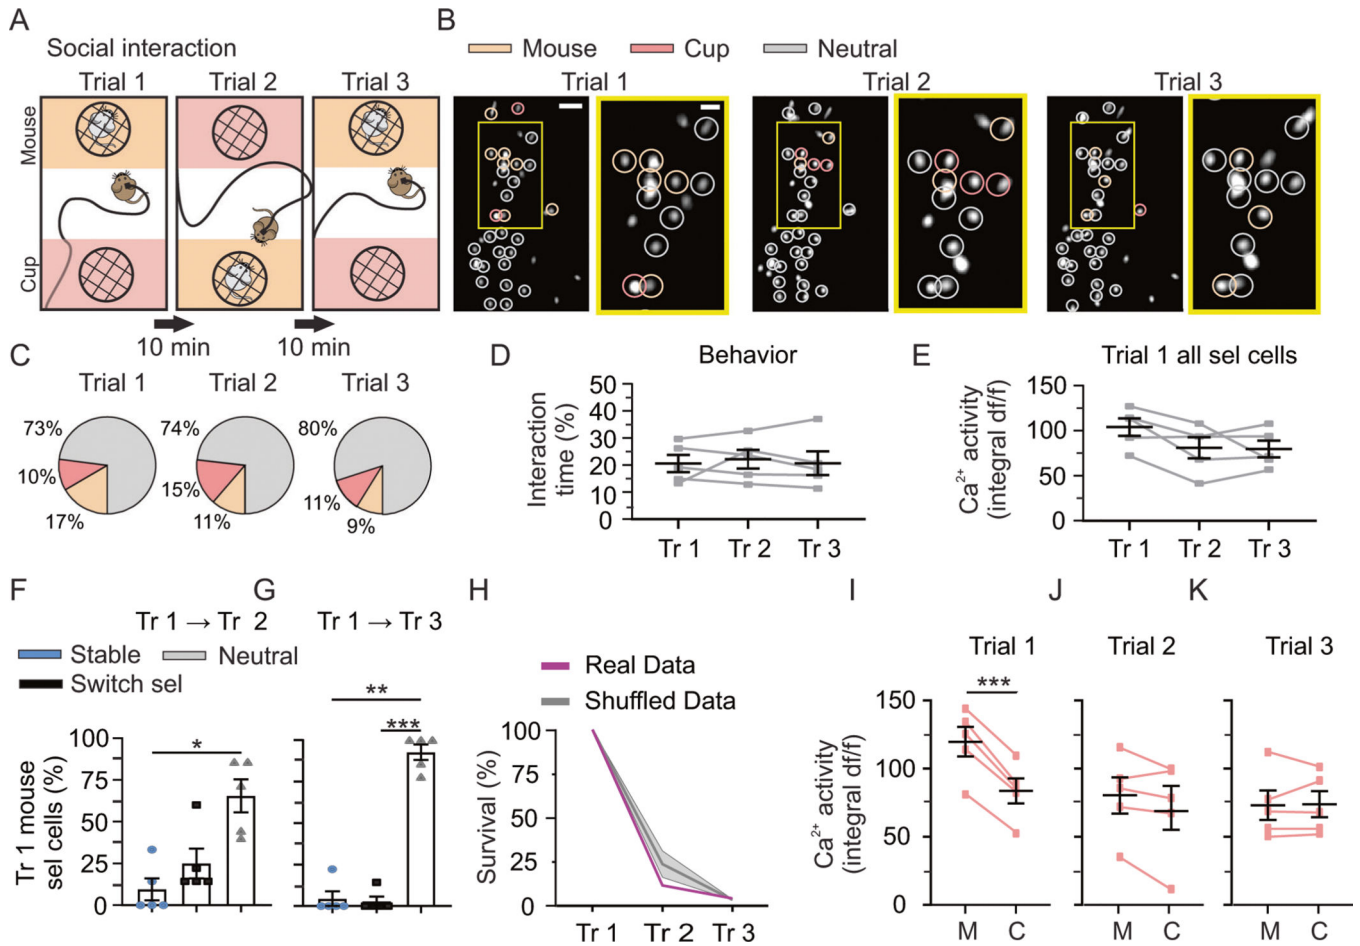 A
Social interaction
Trial 1 Trial 2 Trial 3
Mouse
Cup
10 min 10 min
B
Mouse Cup Neutral
Trial 1 Trial 2 Trial 3
C
Trial 1 Trial 2 Trial 3
73% 74% 80%
10% 15% 11%
17% 11% 9%
D
Behavior
Interaction
time (%)
50
40
30
20
10
0
Tr 1 Tr 2 Tr 3
E
Trial 1 all sel cells
Ca²⁺ activity
(integral df/f)
150
100
50
0
Tr 1 Tr 2 Tr 3
F
Tr 1 → Tr 2
Stable Neutral
Switch sel
Tr 1 mouse
sel cells (%)
100
75
50
25
0
*
G
Tr 1 → Tr 3
**
***
H
Real Data
Shuffled Data
Survival (%)
100
75
50
25
0
Tr 1 Tr 2 Tr 3
I
Trial 1
***
Ca²⁺ activity
(integral df/f)
150
100
50
0
M C
J
Trial 2
M C
K
Trial 3
M C